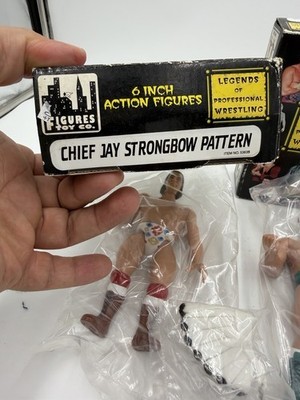 6 INCH
ACTION FIGURES
LEGENDS
OF
PROFESSIONAL
WRESTLING
FIGURES
TOY CO.
CHIEF JAY STRONGBOW PATTERN